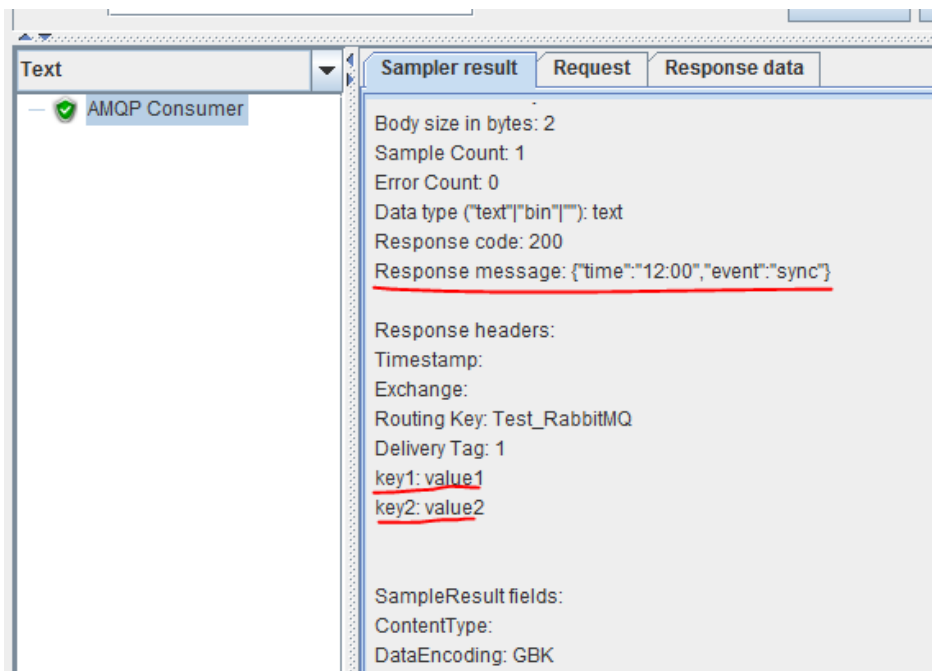 Text
AMQP Consumer
Sampler result
Request
Response data
Body size in bytes: 2
Sample Count: 1
Error Count: 0
Data type ("text"|"bin"|""): text
Response code: 200
Response message: {"time":"12:00","event":"sync"}
Response headers:
Timestamp:
Exchange:
Routing Key: Test_RabbitMQ
Delivery Tag: 1
key1: value1
key2: value2
SampleResult fields:
ContentType:
DataEncoding: GBK